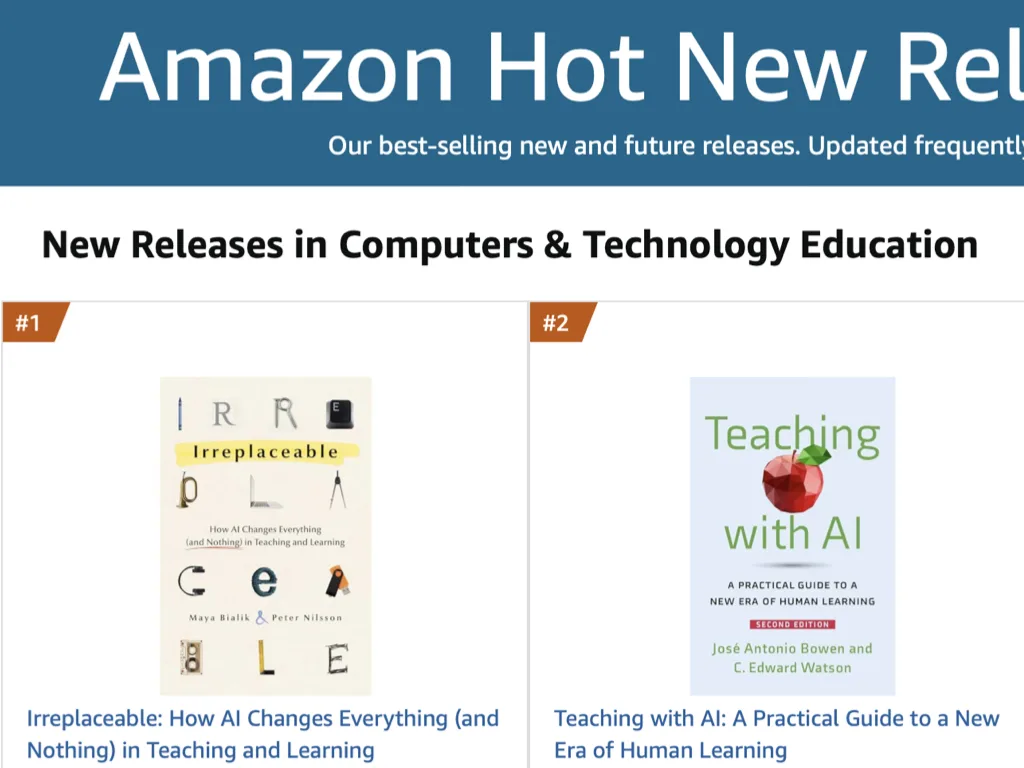 Amazon Hot New Rel
Our best-selling new and future releases. Updated frequently
New Releases in Computers & Technology Education
#1
I R R E
Irreplaceable
P L A
How AI Changes Everything
(and Nothing) in Teaching and Learning
C e A
Maya Bialik & Peter Nilsson
B L E
Irreplaceable: How AI Changes Everything (and
Nothing) in Teaching and Learning
#2
Teaching
with AI
A PRACTICAL GUIDE TO A
NEW ERA OF HUMAN LEARNING
SECOND EDITION
José Antonio Bowen and
C. Edward Watson
Teaching with AI: A Practical Guide to a New
Era of Human Learning